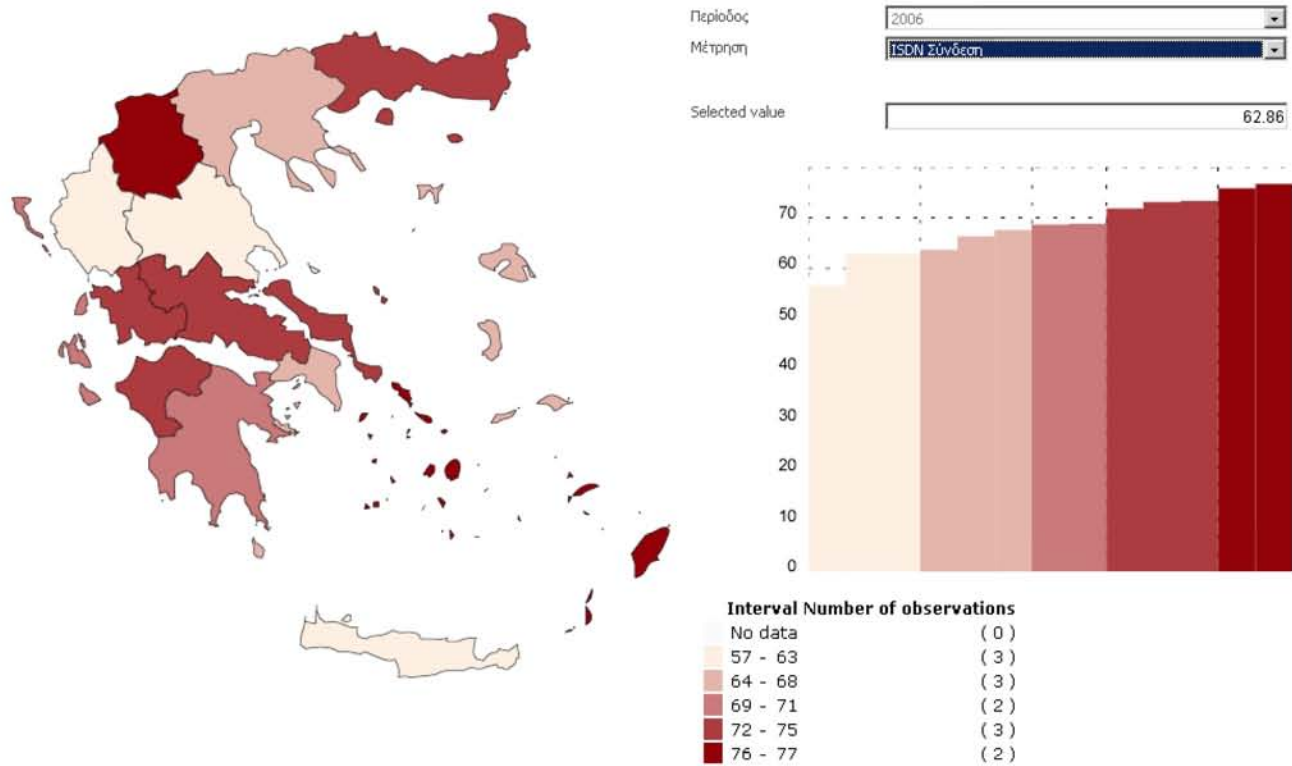 Περίοδος 2006
Μέτρηση ISDN Σύνδεση
Selected value 62.86
70
60
50
40
30
20
10
0
Interval Number of observations
No data ( 0 )
57 - 63 ( 3 )
64 - 68 ( 3 )
69 - 71 ( 2 )
72 - 75 ( 3 )
76 - 77 ( 2 )